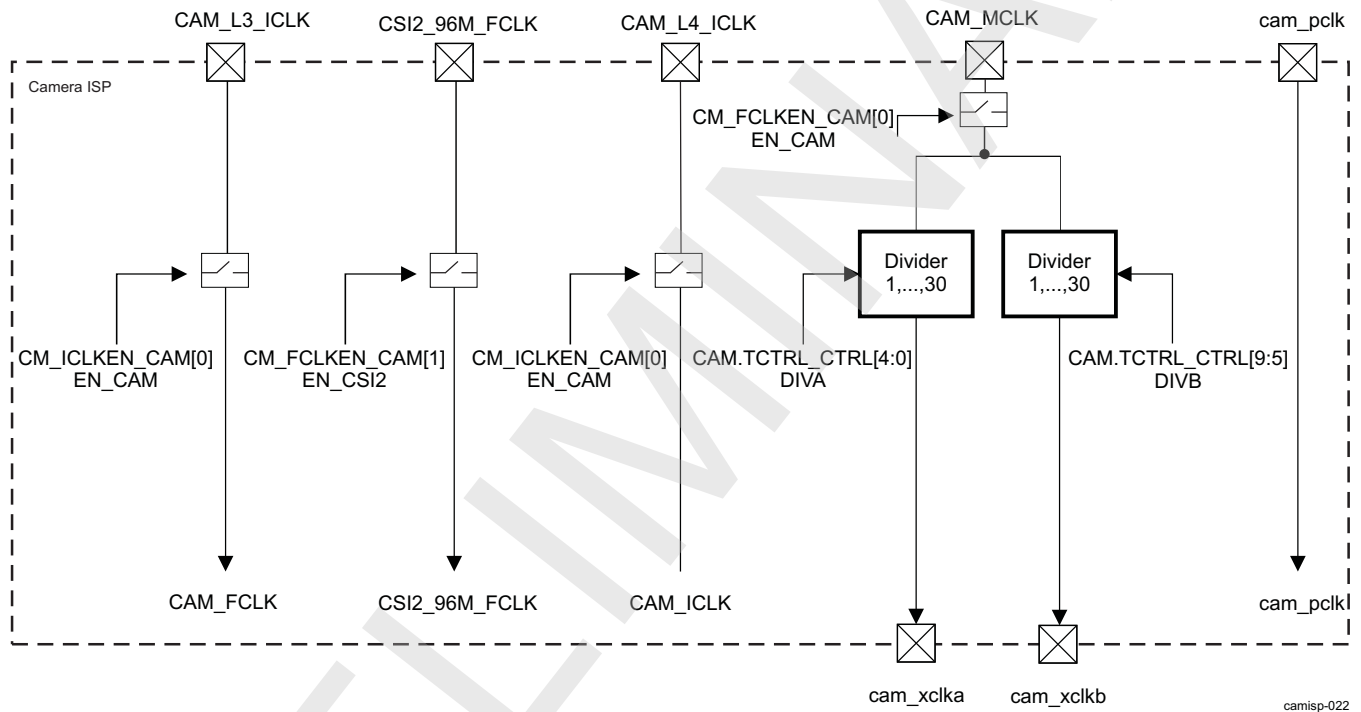 CAM_L3_ICLK
CSI2_96M_FCLK
CAM_L4_ICLK
CAM_MCLK
cam_pclk
Camera ISP
CM_FCLKEN_CAM[0]
EN_CAM
Divider
1,...,30
Divider
1,...,30
CM_ICLKEN_CAM[0]
EN_CAM
CM_FCLKEN_CAM[1]
EN_CSI2
CM_ICLKEN_CAM[0]
EN_CAM
CAM.TCTRL_CTRL[4:0]
DIVA
CAM.TCTRL_CTRL[9:5]
DIVB
CAM_FCLK
CSI2_96M_FCLK
CAM_ICLK
cam_pclk
cam_xclka
cam_xclkb
camisp-022